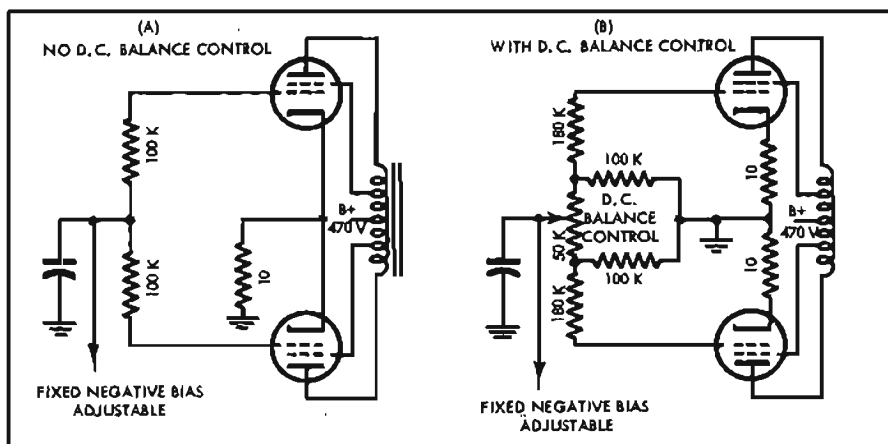 (A)
NO D.C. BALANCE CONTROL
100 K
100 K
10
B+
470 V
FIXED NEGATIVE BIAS
ADJUSTABLE
(B)
WITH D.C. BALANCE CONTROL
180 K
100 K
D.C.
BALANCE
CONTROL
50 K
100 K
180 K
10
10
B+
470 V
FIXED NEGATIVE BIAS
ADJUSTABLE